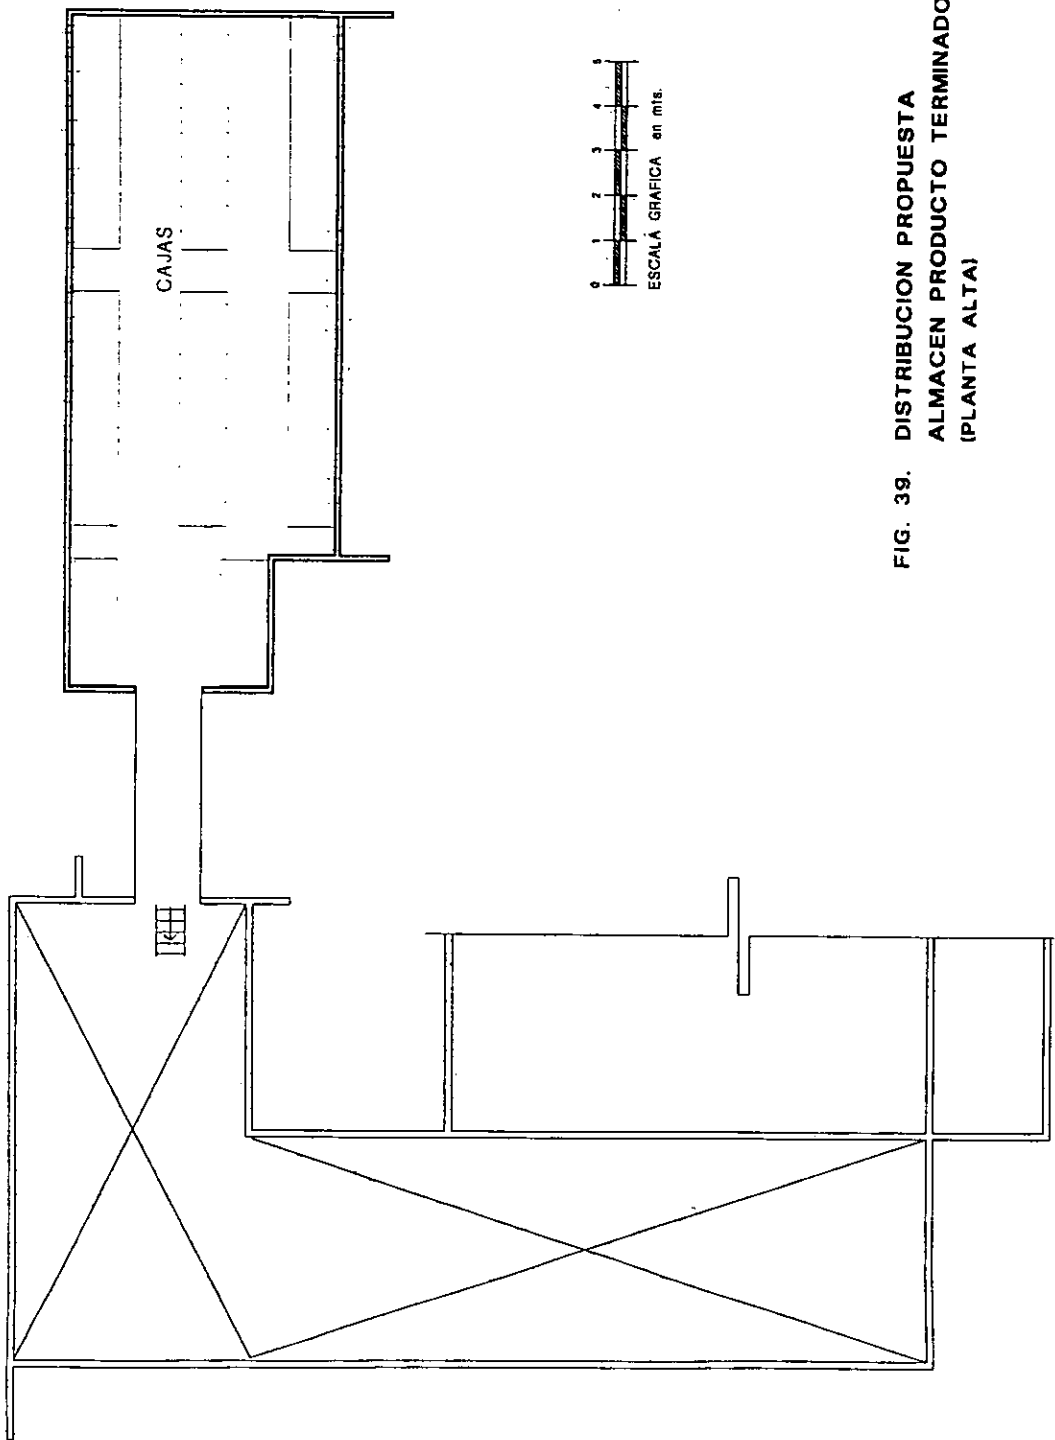 CAJAS
0 1 2 3 4 5
ESCALA GRAFICA en mts.
FIG. 39. DISTRIBUCION PROPUESTA
ALMACEN PRODUCTO TERMINADO
(PLANTA ALTA)